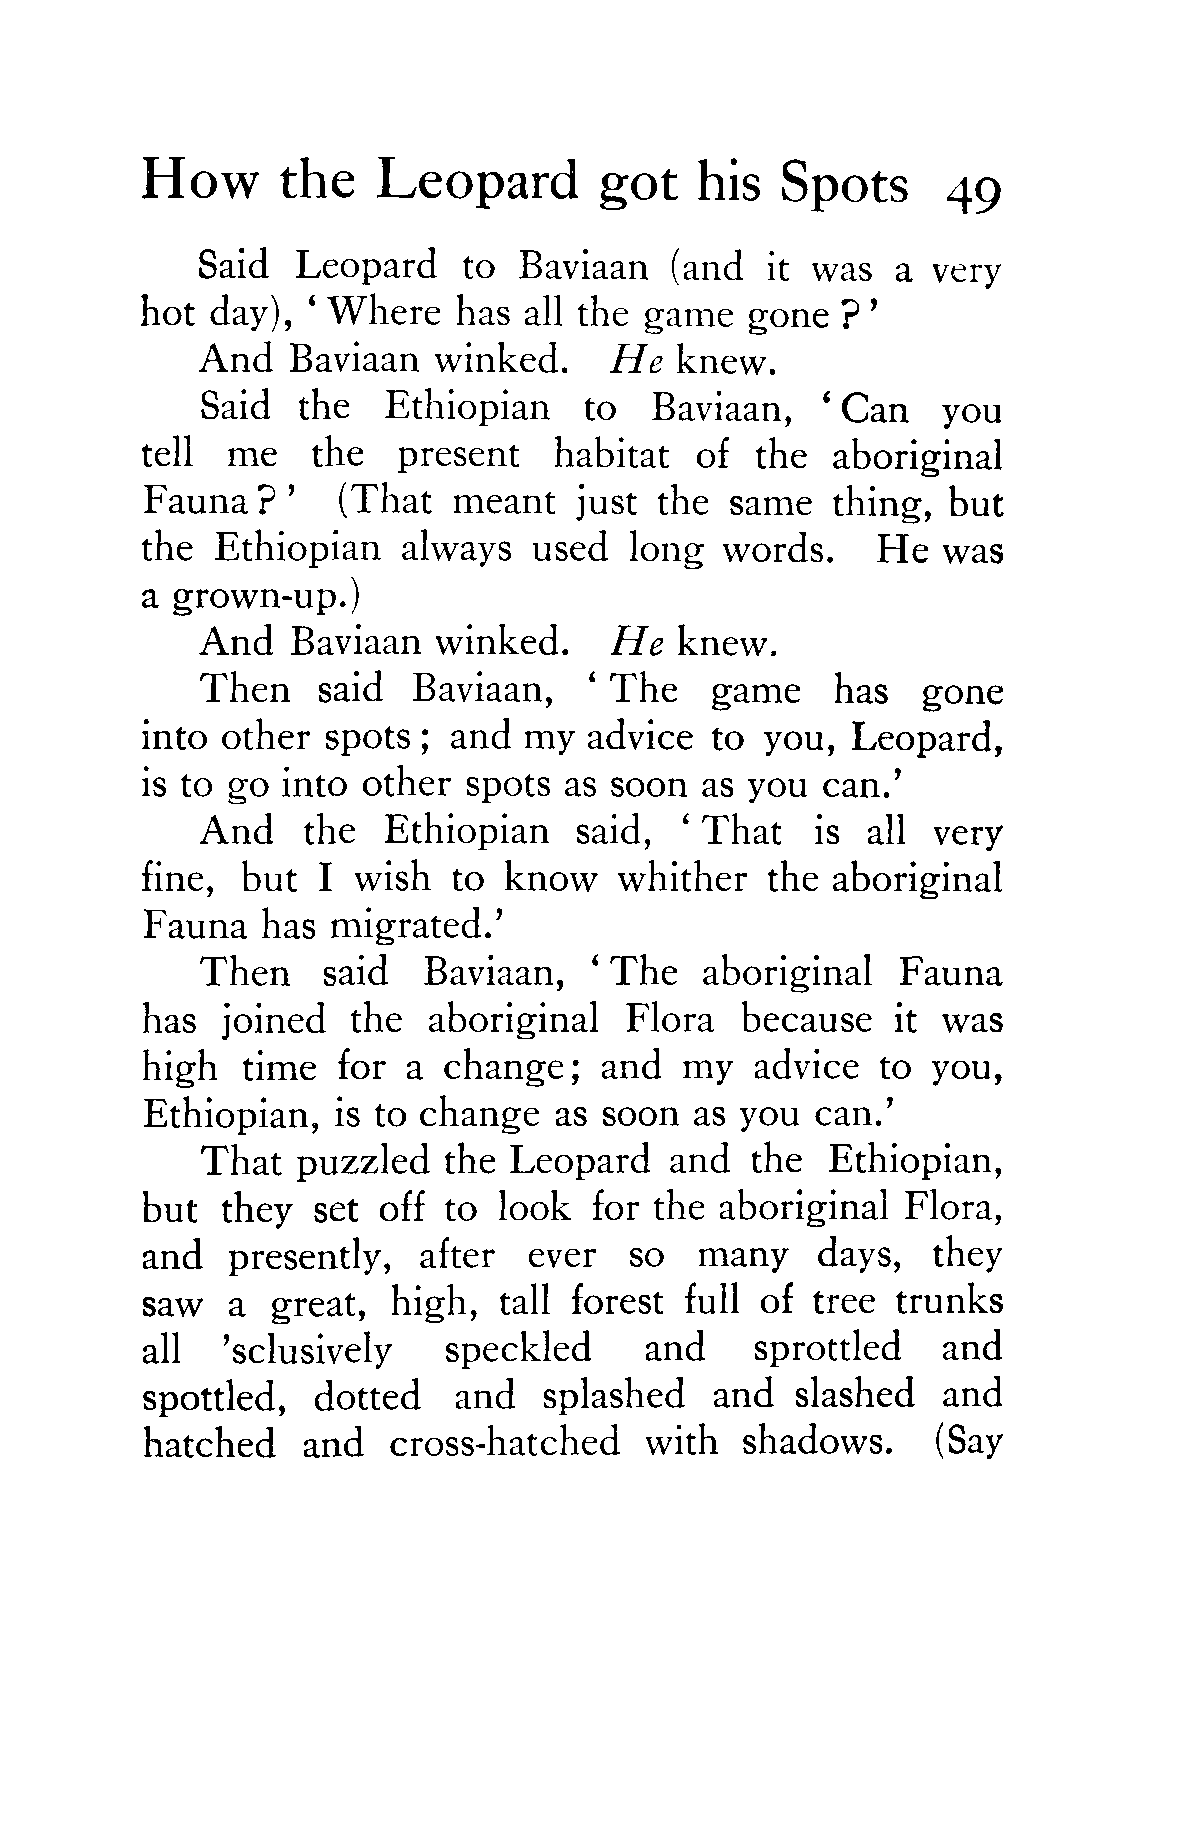 How the Leopard got his Spots 49
Said Leopard to Baviaan (and it was a very
hot day), ‘ Where has all the game gone ? ’
And Baviaan winked. He knew.
Said the Ethiopian to Baviaan, ‘ Can you
tell me the present habitat of the aboriginal
Fauna ? ’ (That meant just the same thing, but
the Ethiopian always used long words. He was
a grown-up.)
And Baviaan winked. He knew.
Then said Baviaan, ‘ The game has gone
into other spots ; and my advice to you, Leopard,
is to go into other spots as soon as you can.’
And the Ethiopian said, ‘ That is all very
fine, but I wish to know whither the aboriginal
Fauna has migrated.’
Then said Baviaan, ‘ The aboriginal Fauna
has joined the aboriginal Flora because it was
high time for a change ; and my advice to you,
Ethiopian, is to change as soon as you can.’
That puzzled the Leopard and the Ethiopian,
but they set off to look for the aboriginal Flora,
and presently, after ever so many days, they
saw a great, high, tall forest full of tree trunks
all ’sclusively speckled and sprottled and
spottled, dotted and splashed and slashed and
hatched and cross-hatched with shadows. (Say